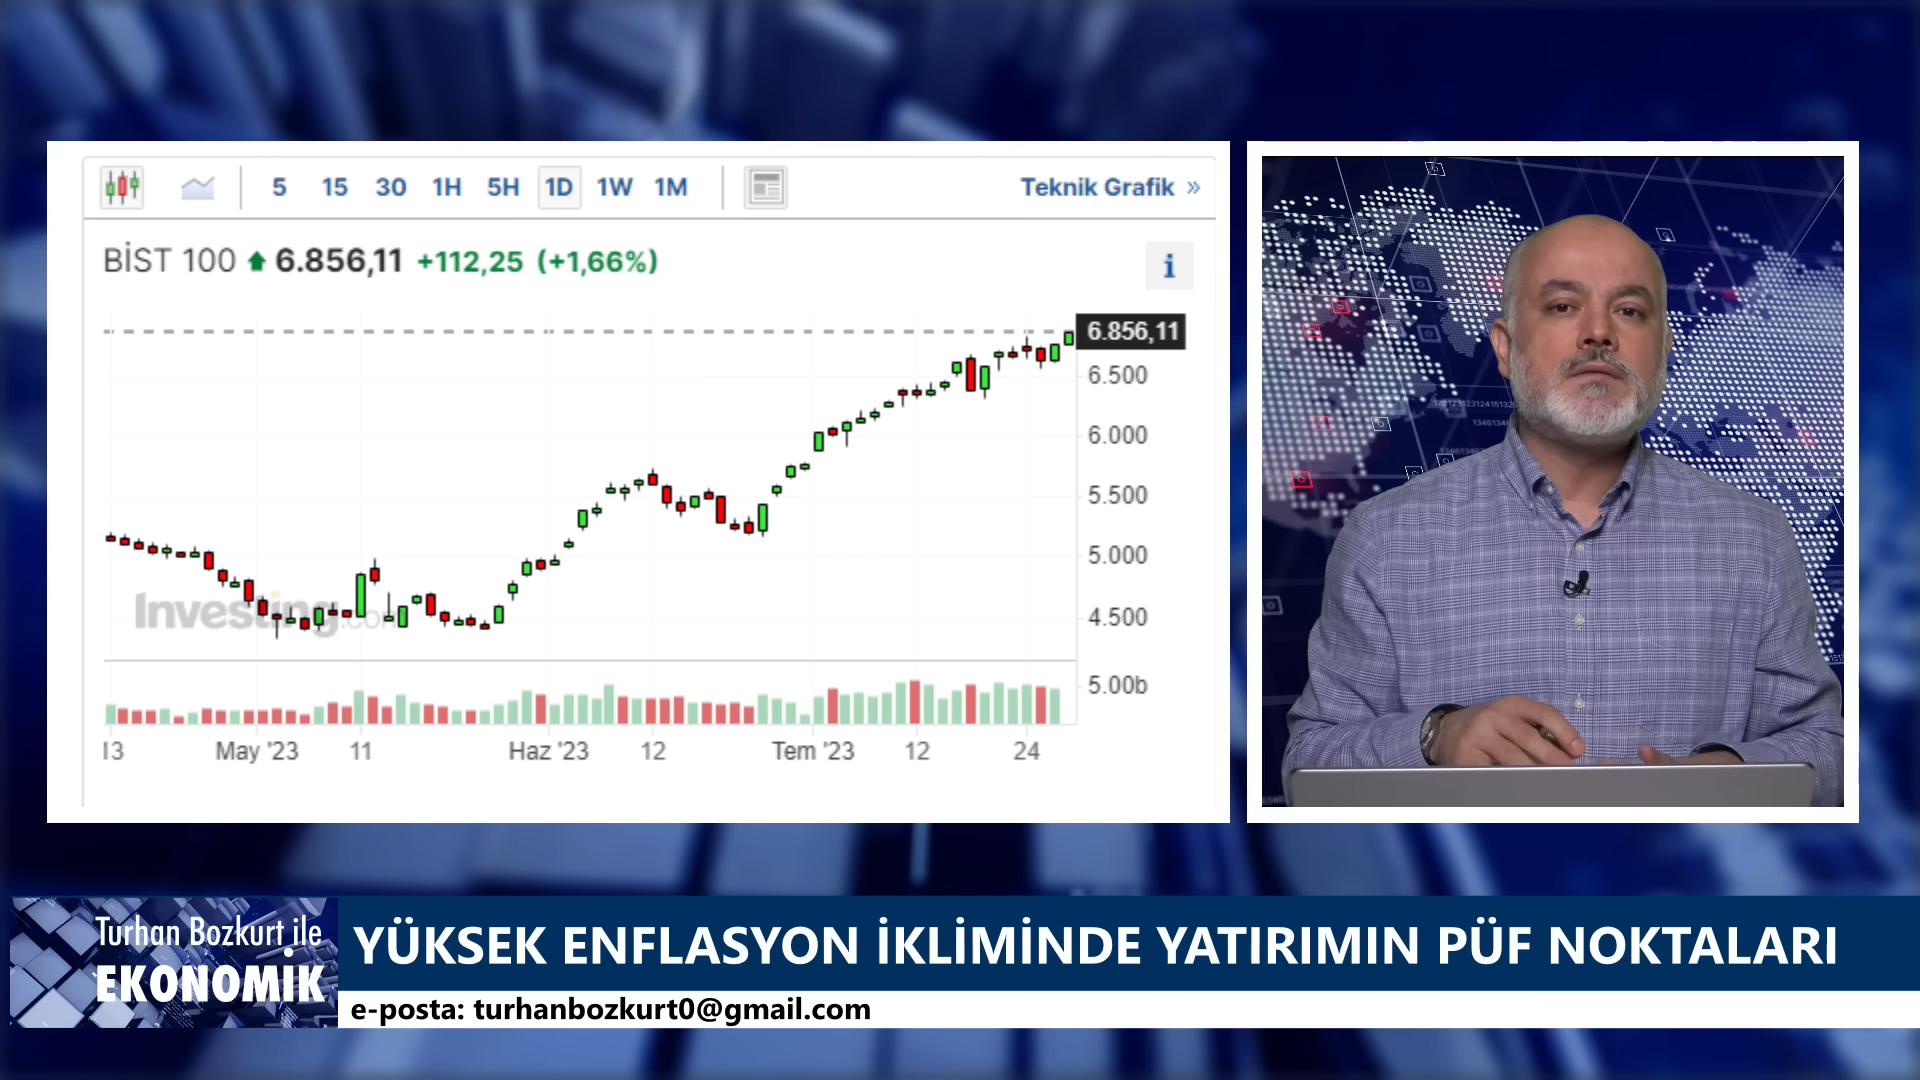 5 15 30 1H 5H 1D 1W 1M Teknik Grafik »
BİST 100 6.856,11 +112,25 (+1,66%)
i
6.856,11
6.500
6.000
5.500
5.000
4.500
5.00b
Investing.com
13 May '23 11 Haz '23 12 Tem '23 12 24
Turhan Bozkurt ile
EKONOMİK
YÜKSEK ENFLASYON İKLİMİNDE YATIRIMIN PÜF NOKTALARI
e-posta: turhanbozkurt0@gmail.com